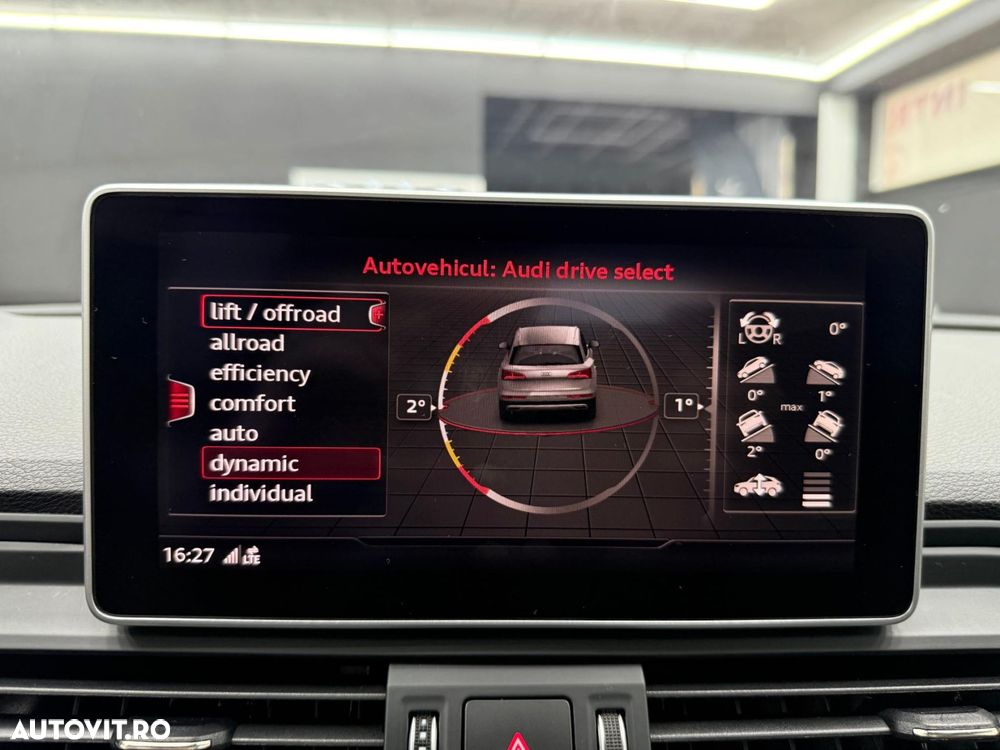 Autovehicul: Audi drive select
lift / offroad
allroad
efficiency
comfort
auto
dynamic
individual
2°
1°
L R 0°
0° max 1°
2° 0°
16:27 LTE
AUTOVIT.RO